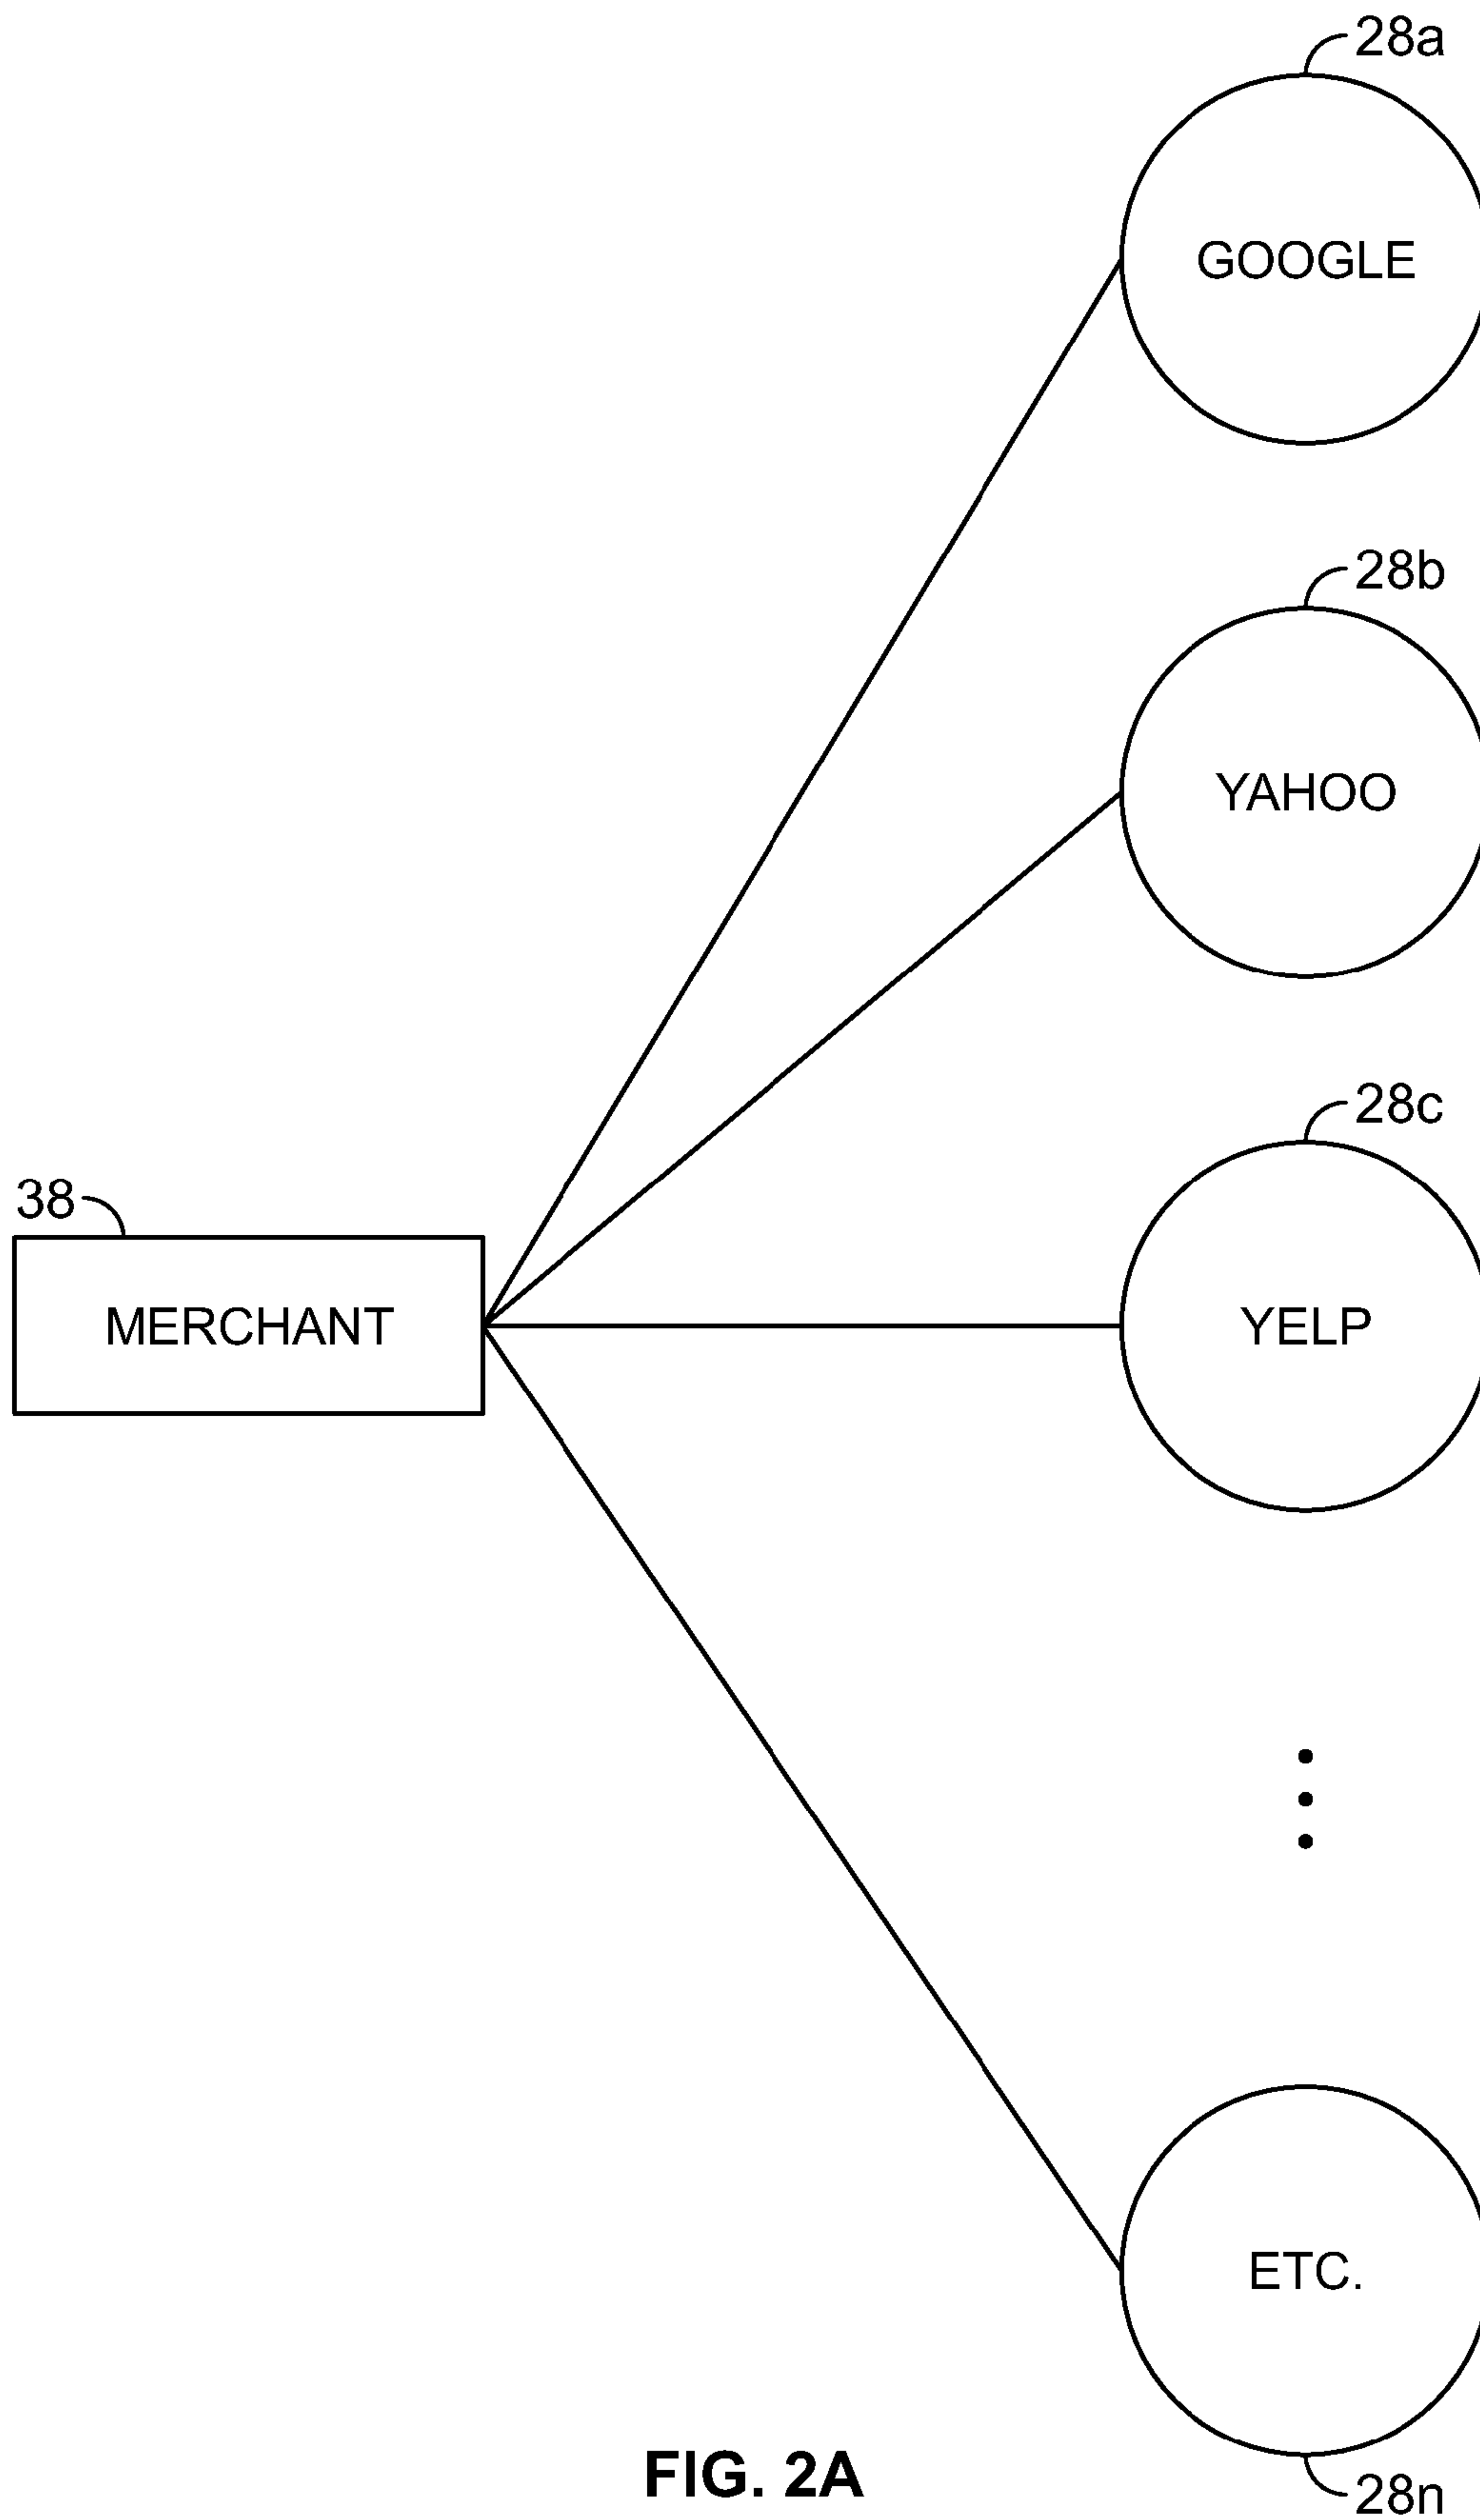 28a
GOOGLE
28b
YAHOO
28c
38
MERCHANT
YELP
ETC.
FIG. 2A
28n